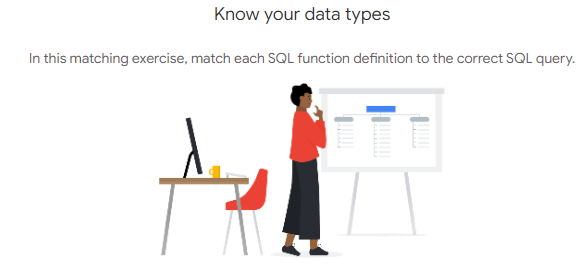 Know your data types
In this matching exercise, match each SQL function definition to the correct SQL query.